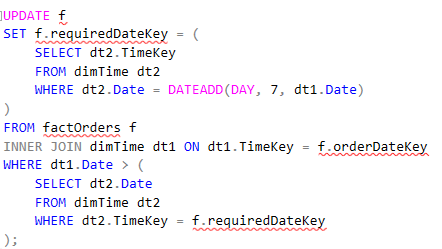 UPDATE f
SET f.requiredDateKey = (
    SELECT dt2.TimeKey
    FROM dimTime dt2
    WHERE dt2.Date = DATEADD(DAY, 7, dt1.Date)
)
FROM factOrders f
INNER JOIN dimTime dt1 ON dt1.TimeKey = f.orderDateKey
WHERE dt1.Date > (
    SELECT dt2.Date
    FROM dimTime dt2
    WHERE dt2.TimeKey = f.requiredDateKey
);